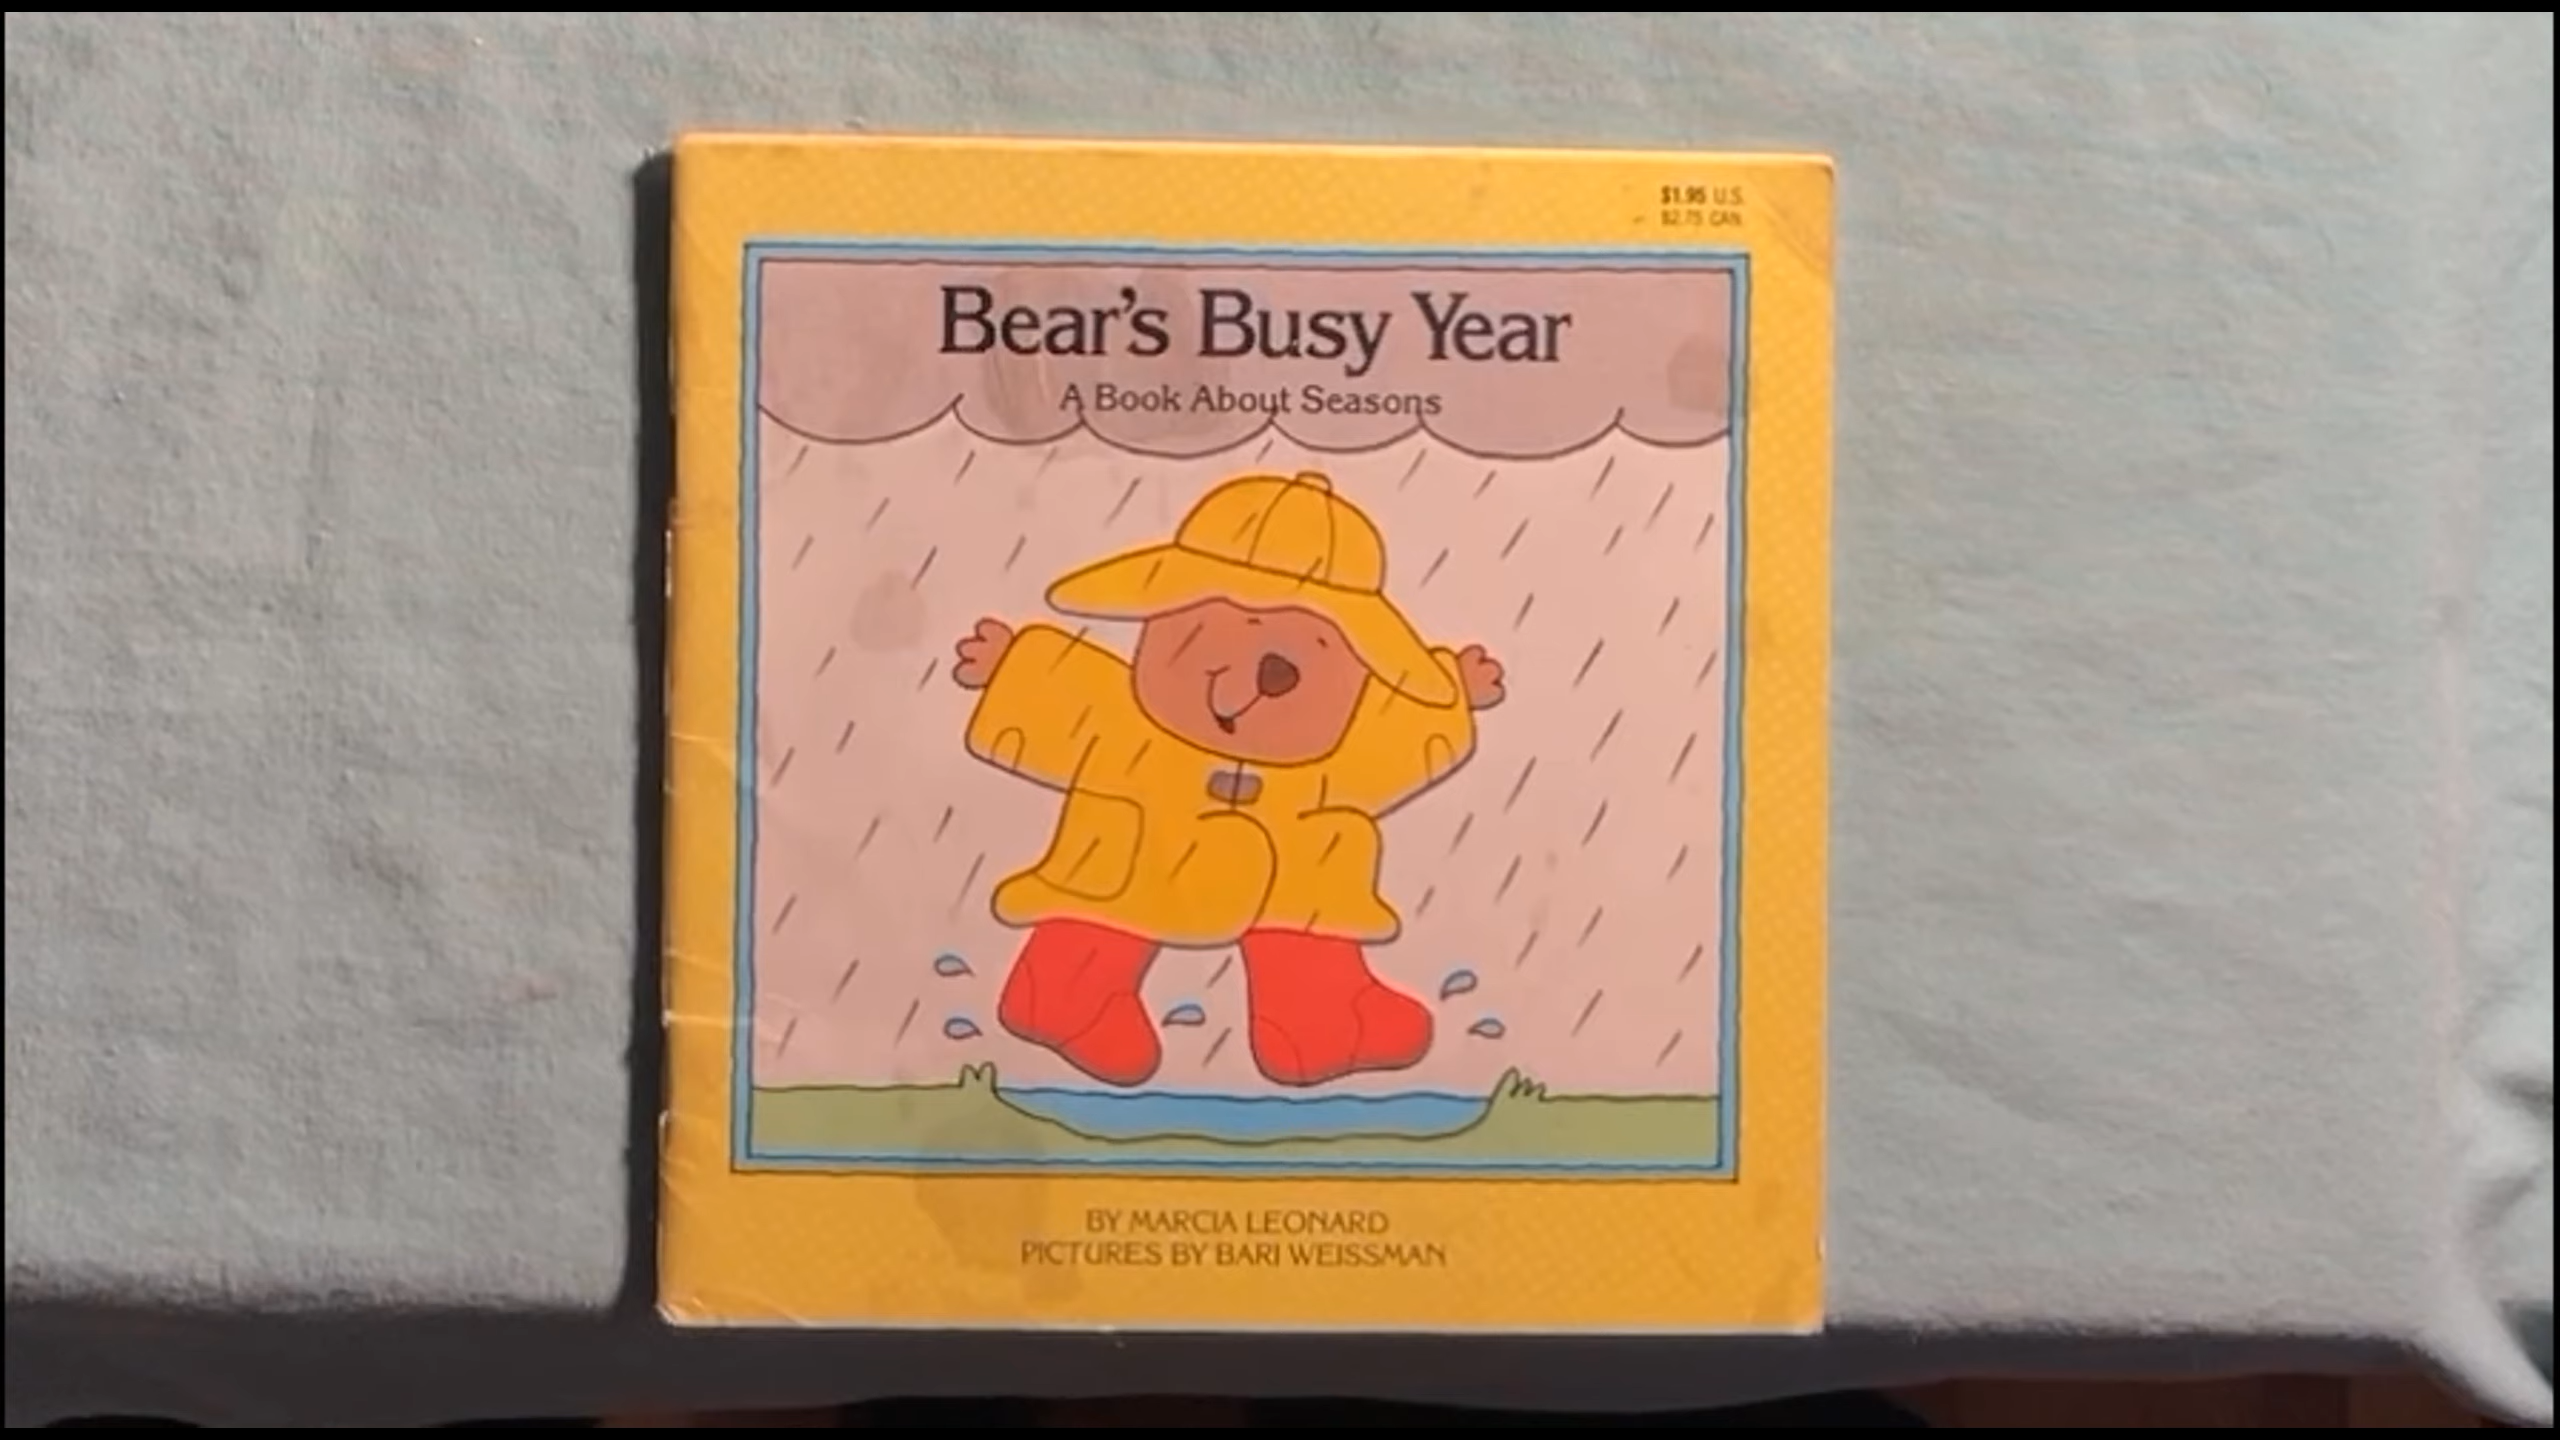 $1.95 U.S.
$2.75 CAN.
Bear's Busy Year
A Book About Seasons
BY MARCIA LEONARD
PICTURES BY BARI WEISSMAN